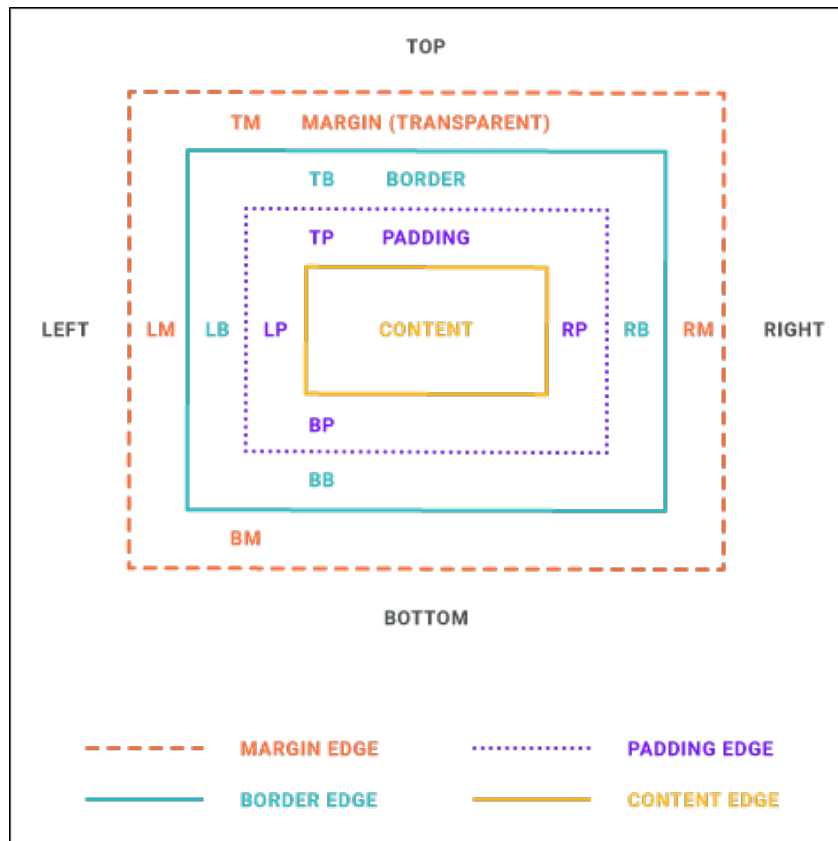 TOP
TM MARGIN (TRANSPARENT)
TB BORDER
TP PADDING
LEFT LM LB LP CONTENT RP RB RM RIGHT
BP
BB
BM
BOTTOM
MARGIN EDGE PADDING EDGE
BORDER EDGE CONTENT EDGE